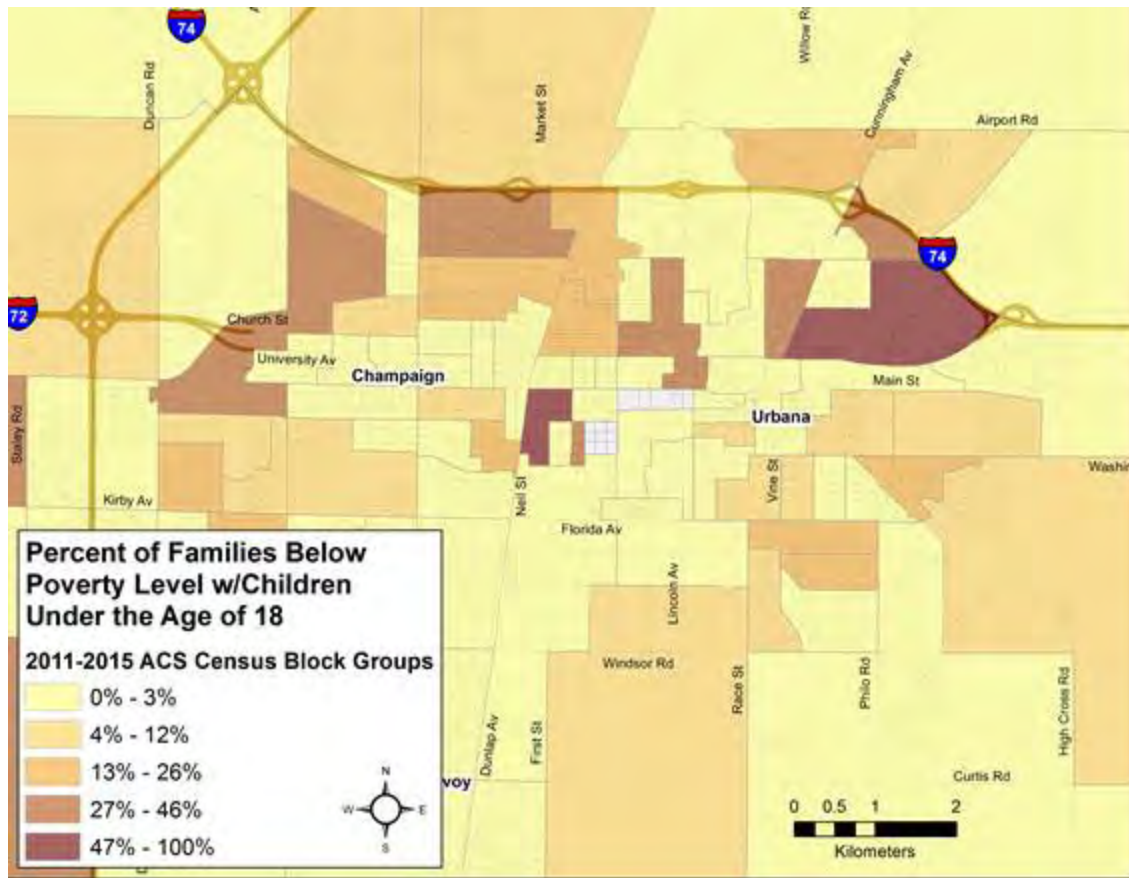 74
Duncan Rd
Market St
Willow Rd
Cunningham Av
Airport Rd
74
72
Church St
University Av
Champaign
Main St
Urbana
Staley Rd
Neil St
Vine St
Kirby Av
Florida Av
Lincoln Av
Windsor Rd
Race St
Philo Rd
High Cross Rd
Dunlap Av
First St
voy
Curtis Rd
Percent of Families Below
Poverty Level w/Children
Under the Age of 18
2011-2015 ACS Census Block Groups
0% - 3%
4% - 12%
13% - 26%
27% - 46%
47% - 100%
N
W E
S
0 0.5 1 2
Kilometers